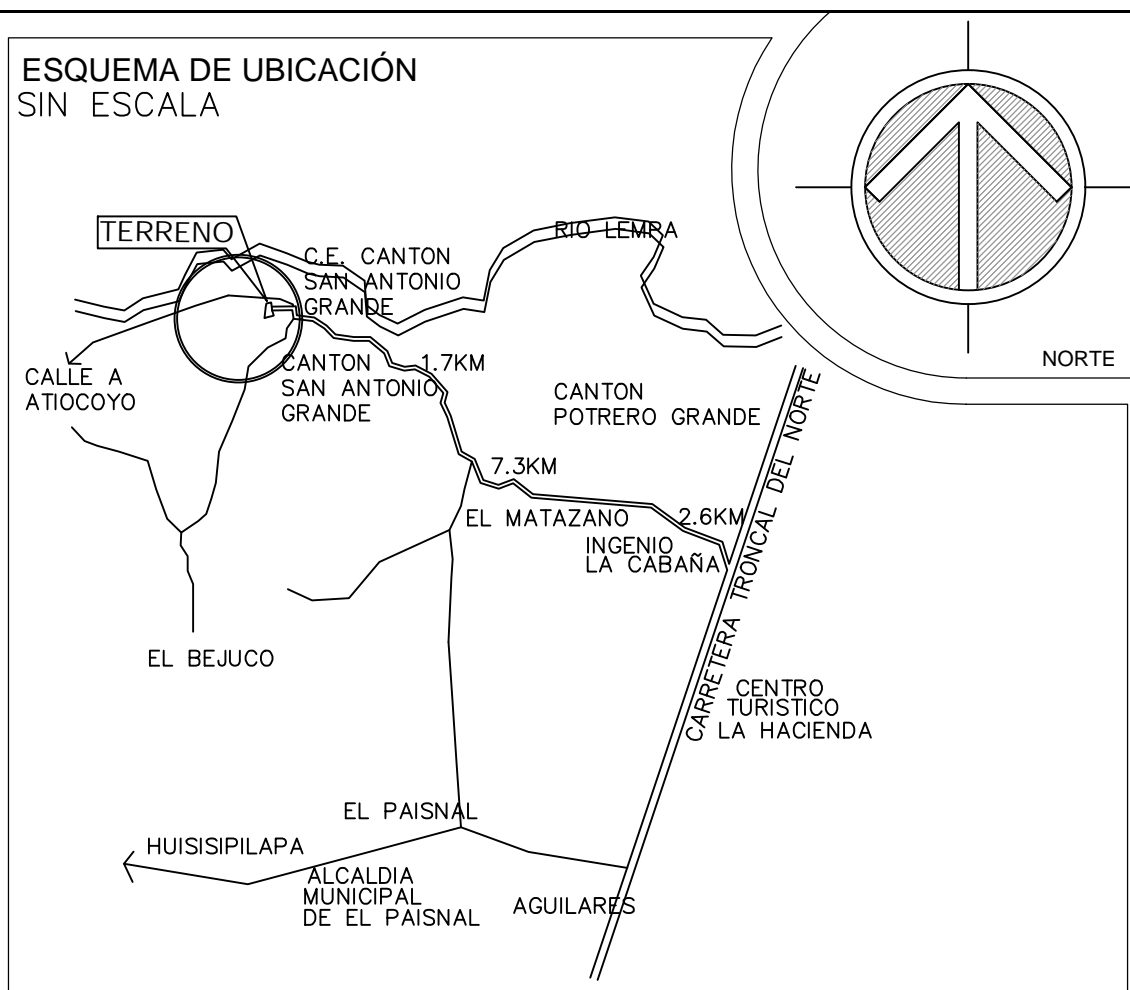 ESQUEMA DE UBICACIÓN
SIN ESCALA
NORTE
TERRENO
RIO LEMPA
C.E. CANTON
SAN ANTONIO
GRANDE
CALLE A
ATIOCOYO
CANTON
SAN ANTONIO
GRANDE
1.7KM
CANTON
POTRERO GRANDE
7.3KM
EL MATAZANO
2.6KM
INGENIO
LA CABAÑA
CARRETERA TRONCAL DEL NORTE
EL BEJUCO
CENTRO
TURISTICO
LA HACIENDA
EL PAISNAL
HUISISIPILAPA
ALCALDIA
MUNICIPAL
DE EL PAISNAL
AGUILARES